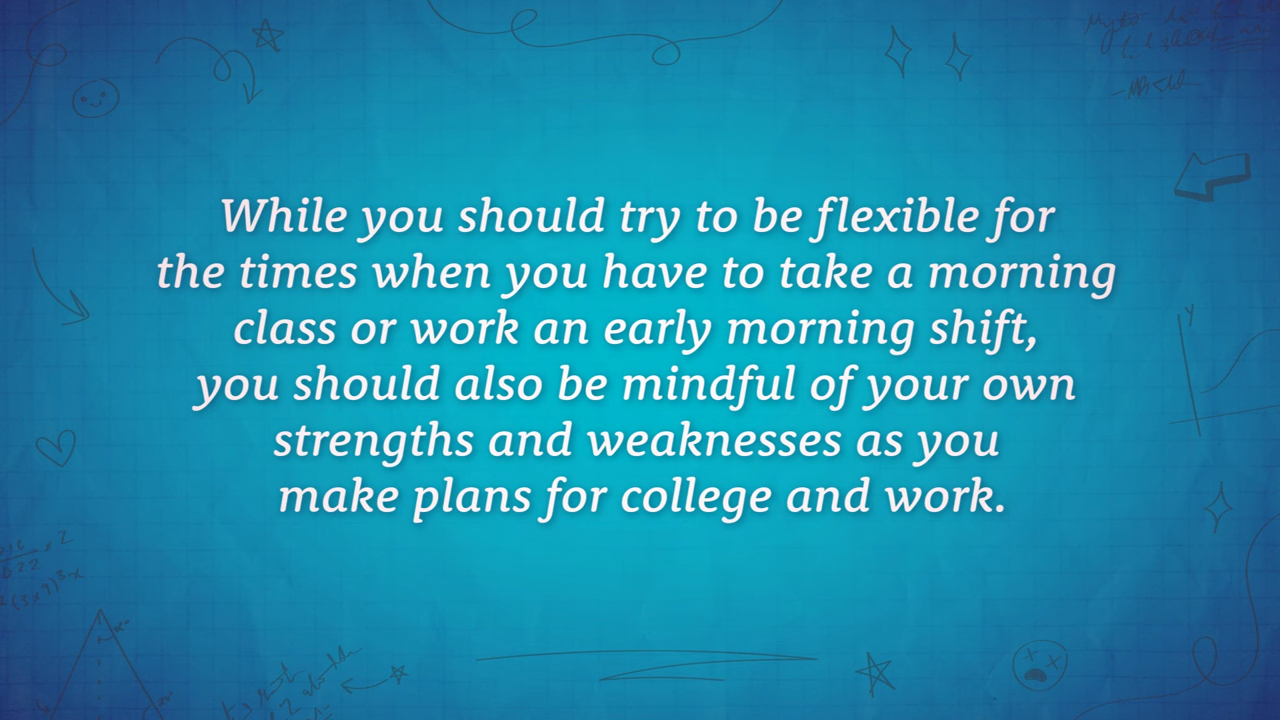 While you should try to be flexible for
the times when you have to take a morning
class or work an early morning shift,
you should also be mindful of your own
strengths and weaknesses as you
make plans for college and work.